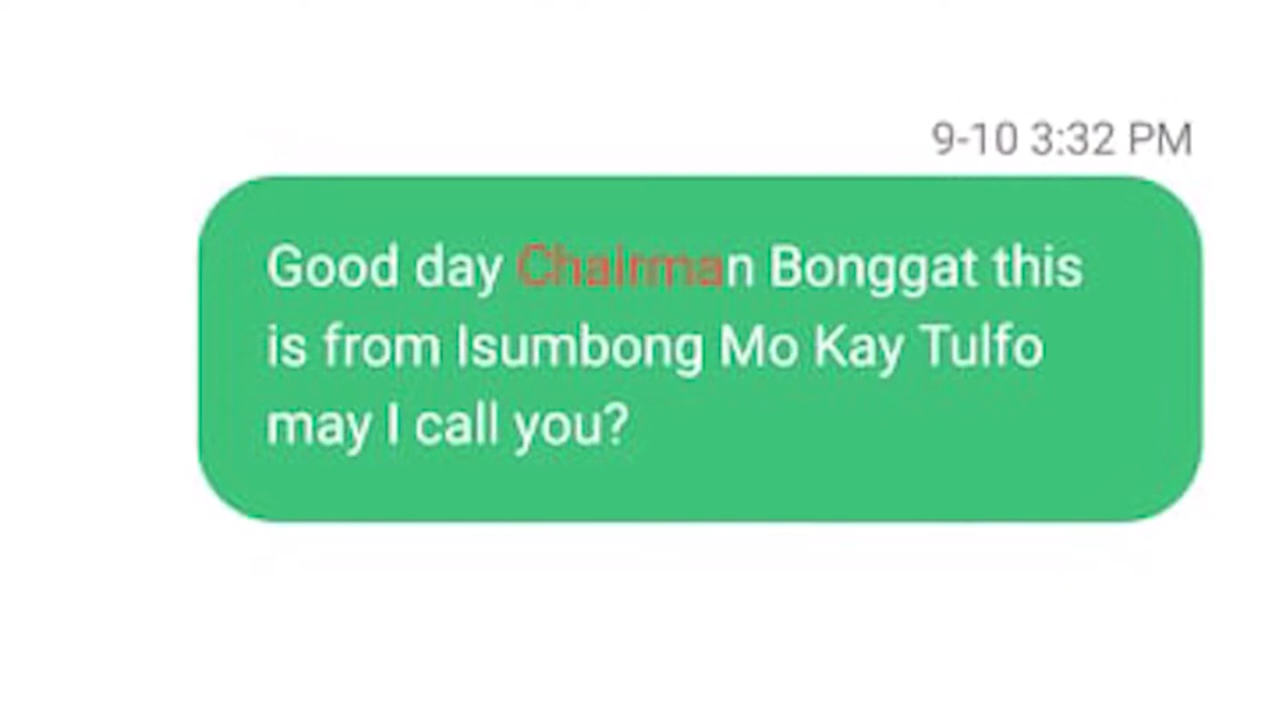 9-10 3:32 PM
Good day Chairman Bonggat this
is from Isumbong Mo Kay Tulfo
may I call you?